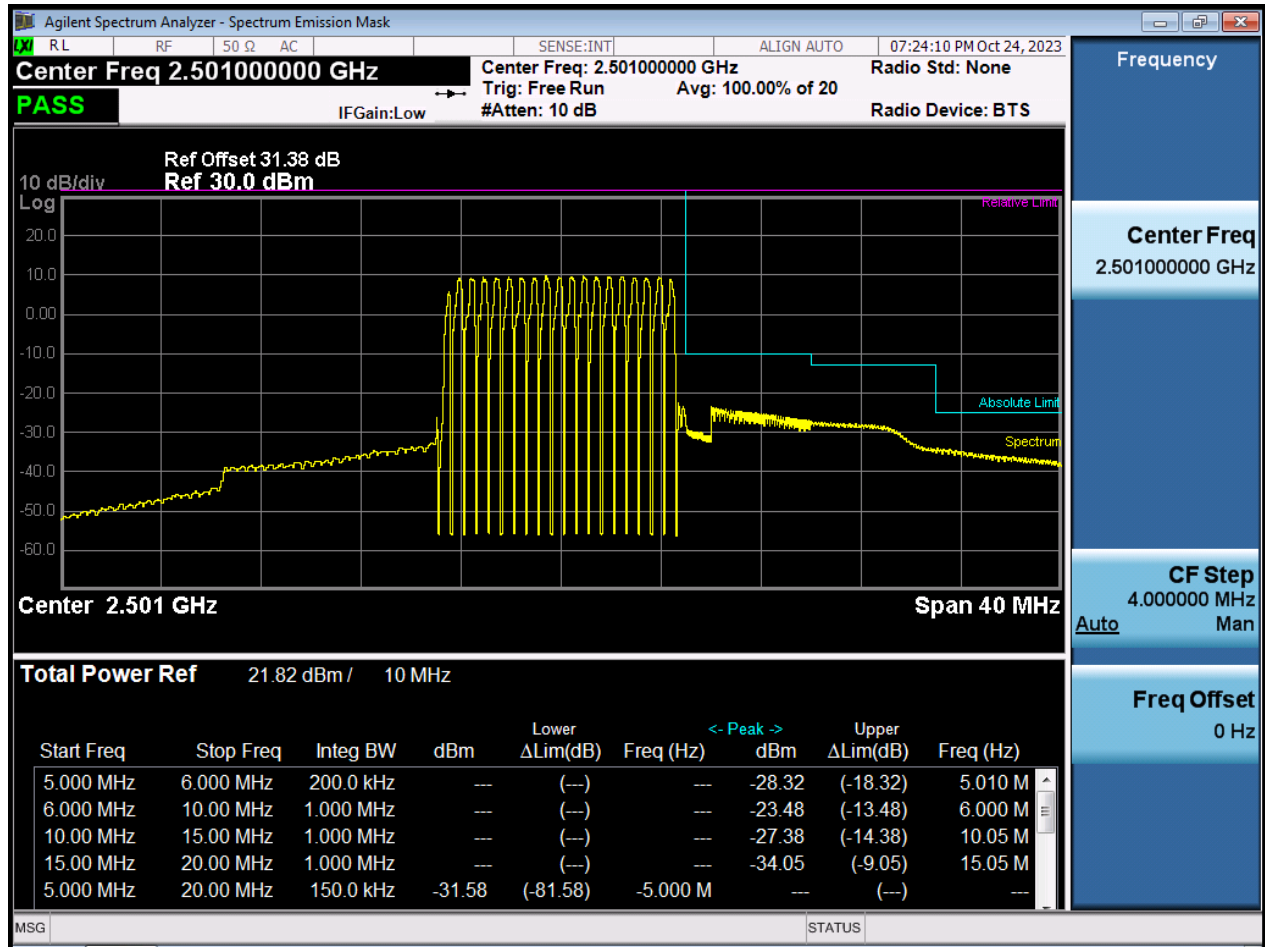 Agilent Spectrum Analyzer - Spectrum Emission Mask
LXI RL RF 50 Ω AC SENSE:INT ALIGN AUTO 07:24:10 PM Oct 24, 2023
Center Freq 2.501000000 GHz
PASS
IFGain:Low
Center Freq: 2.501000000 GHz
Trig: Free Run Avg: 100.00% of 20
#Atten: 10 dB
Radio Std: None
Radio Device: BTS
Ref Offset 31.38 dB
10 dB/div Ref 30.0 dBm
Log
Relative Limit
20.0
10.0
0.00
-10.0
-20.0
-30.0
-40.0
-50.0
-60.0
Absolute Limit
Spectrum
Center 2.501 GHz Span 40 MHz
Total Power Ref 21.82 dBm / 10 MHz
Lower <- Peak -> Upper
Start Freq Stop Freq Integ BW dBm ΔLim(dB) Freq (Hz) dBm ΔLim(dB) Freq (Hz)
5.000 MHz 6.000 MHz 200.0 kHz --- (---) --- -28.32 (-18.32) 5.010 M
6.000 MHz 10.00 MHz 1.000 MHz --- (---) --- -23.48 (-13.48) 6.000 M
10.00 MHz 15.00 MHz 1.000 MHz --- (---) --- -27.38 (-14.38) 10.05 M
15.00 MHz 20.00 MHz 1.000 MHz --- (---) --- -34.05 (-9.05) 15.05 M
5.000 MHz 20.00 MHz 150.0 kHz -31.58 (-81.58) -5.000 M --- (---) ---
MSG STATUS
Frequency
Center Freq
2.501000000 GHz
CF Step
4.000000 MHz
Auto Man
Freq Offset
0 Hz